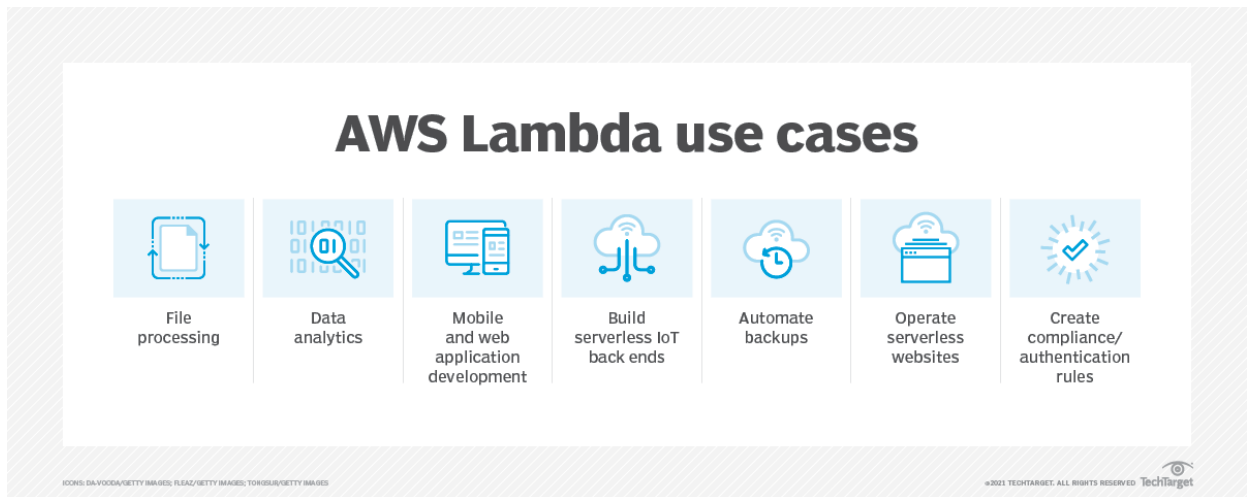 AWS Lambda use cases
File
processing
Data
analytics
Mobile
and web
application
development
Build
serverless IoT
back ends
Automate
backups
Operate
serverless
websites
Create
compliance/
authentication
rules
ICONS: DA-VOODA/GETTY IMAGES; FLEAZ/GETTY IMAGES; TONGSUR/GETTY IMAGES
©2021 TECHTARGET. ALL RIGHTS RESERVED TechTarget